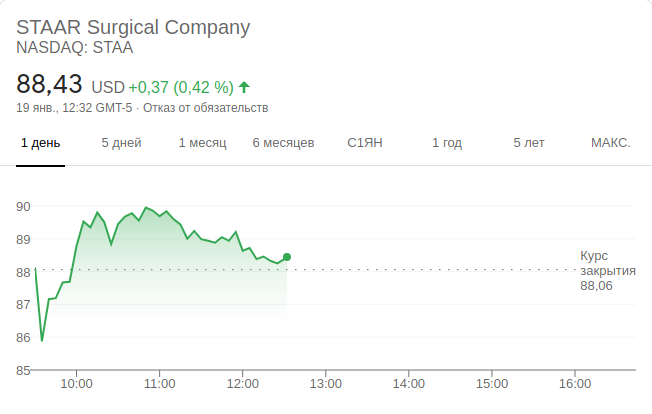 STAAR Surgical Company
NASDAQ: STAA
88,43 USD +0,37 (0,42 %)
19 янв., 12:32 GMT-5 · Отказ от обязательств
1 день 5 дней 1 месяц 6 месяцев С1ЯН 1 год 5 лет МАКС.
90
89
Курс
88 закрытия
88,06
87
86
85
10:00 11:00 12:00 13:00 14:00 15:00 16:00